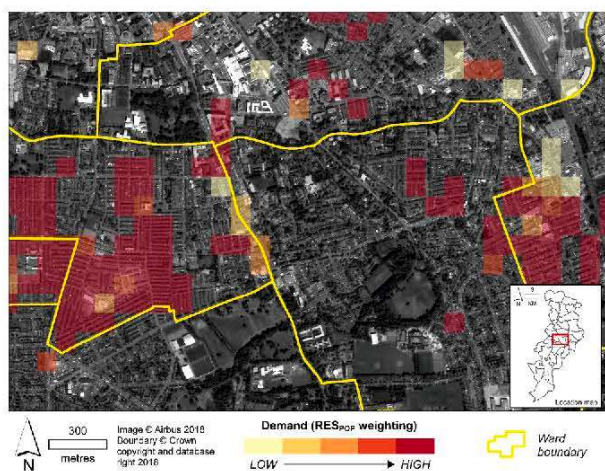 N
KM
Location map
N
300
metres
Image © Airbus 2018
Boundary © Crown
copyright and database
right 2018
Demand (RESPOP weighting)
LOW
HIGH
Ward
boundary